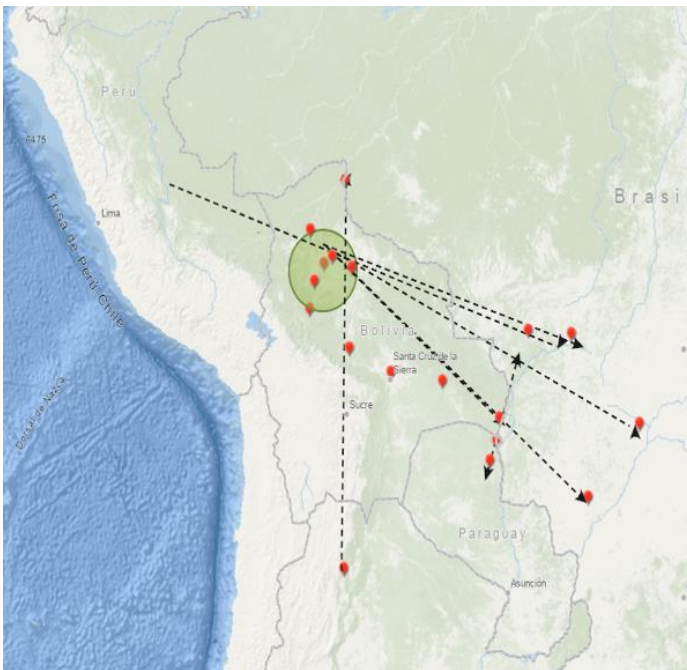 Perú
6475
Brasi
Lima
Fosa de Perú-Chile
Bolivia
Santa Cruz de la
Sierra
Dorsal de Nazca
Sucre
Paraguay
Asunción